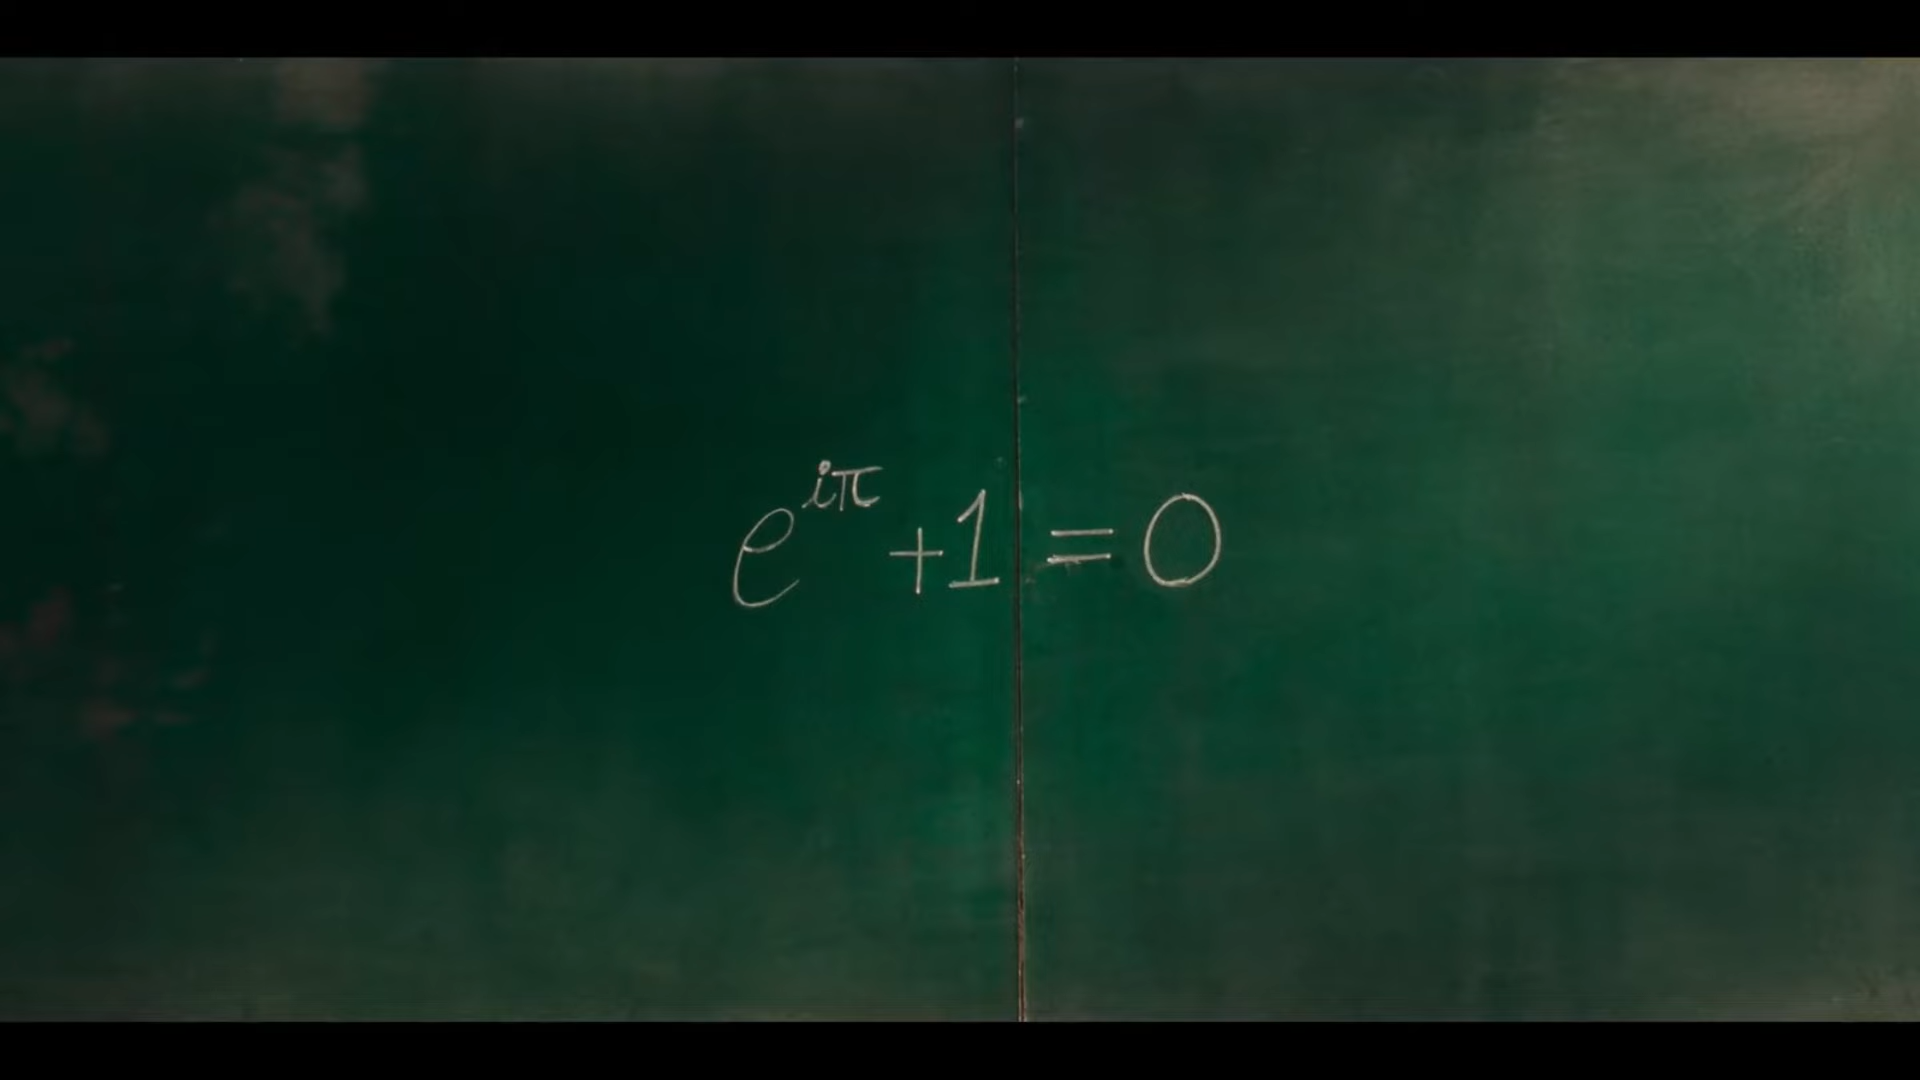 e^{iπ} + 1 = 0